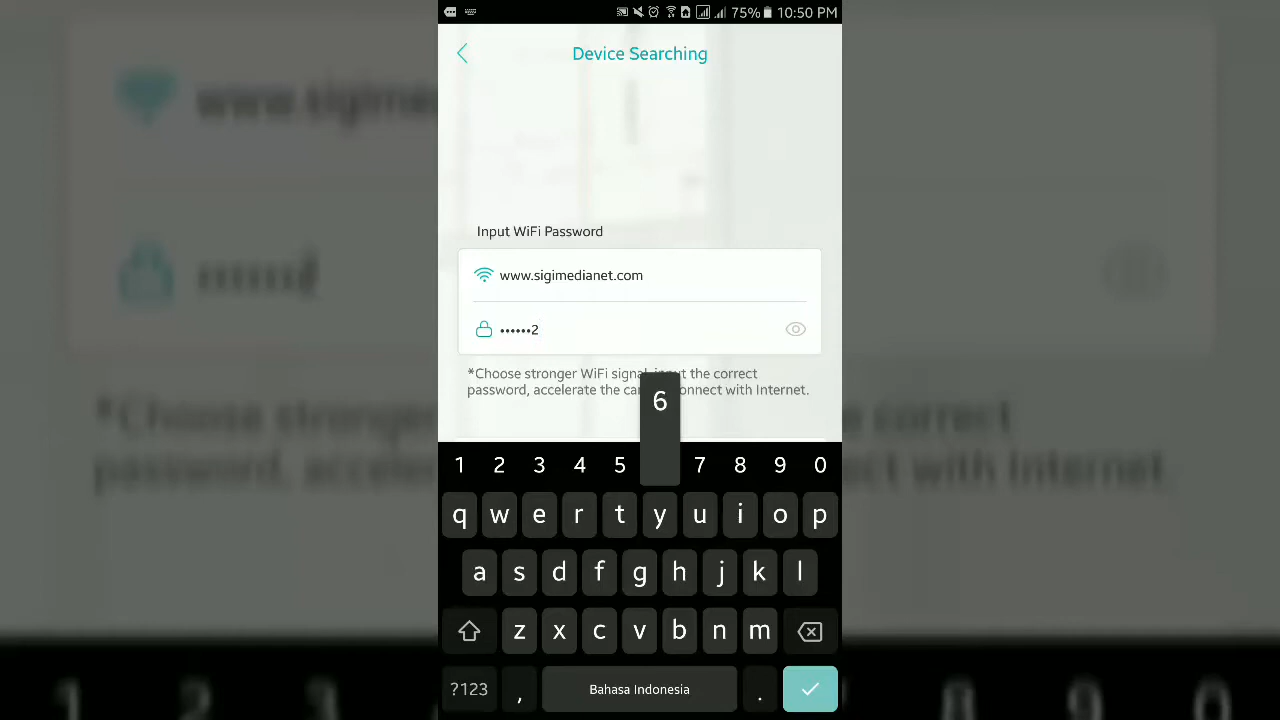 75% 10:50 PM
Device Searching
Input WiFi Password
www.sigimedianet.com
••••••2
*Choose stronger WiFi signal, input the correct
password, accelerate the connect with Internet.
6
1 2 3 4 5 7 8 9 0
q w e r t y u i o p
a s d f g h j k l
z x c v b n m
?123 , Bahasa Indonesia .